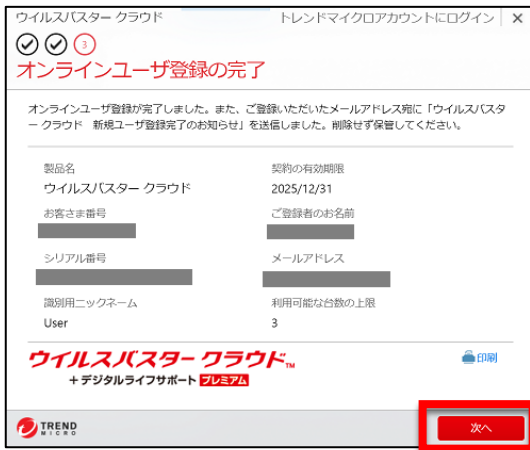 ウイルスバスター クラウド
トレンドマイクロアカウントにログイン
×
3
オンラインユーザ登録の完了
オンラインユーザ登録が完了しました。また、ご登録いただいたメールアドレス宛に「ウイルスバスタ
ー クラウド　新規ユーザ登録完了のお知らせ」を送信しました。削除せず保管してください。
製品名
契約の有効期限
ウイルスバスター クラウド
2025/12/31
お客さま番号
ご登録者のお名前
シリアル番号
メールアドレス
識別用ニックネーム
利用可能な台数の上限
User
3
ウイルスバスター クラウド™
+ デジタルライフサポート プレミアム
印刷
TREND
MICRO
次へ